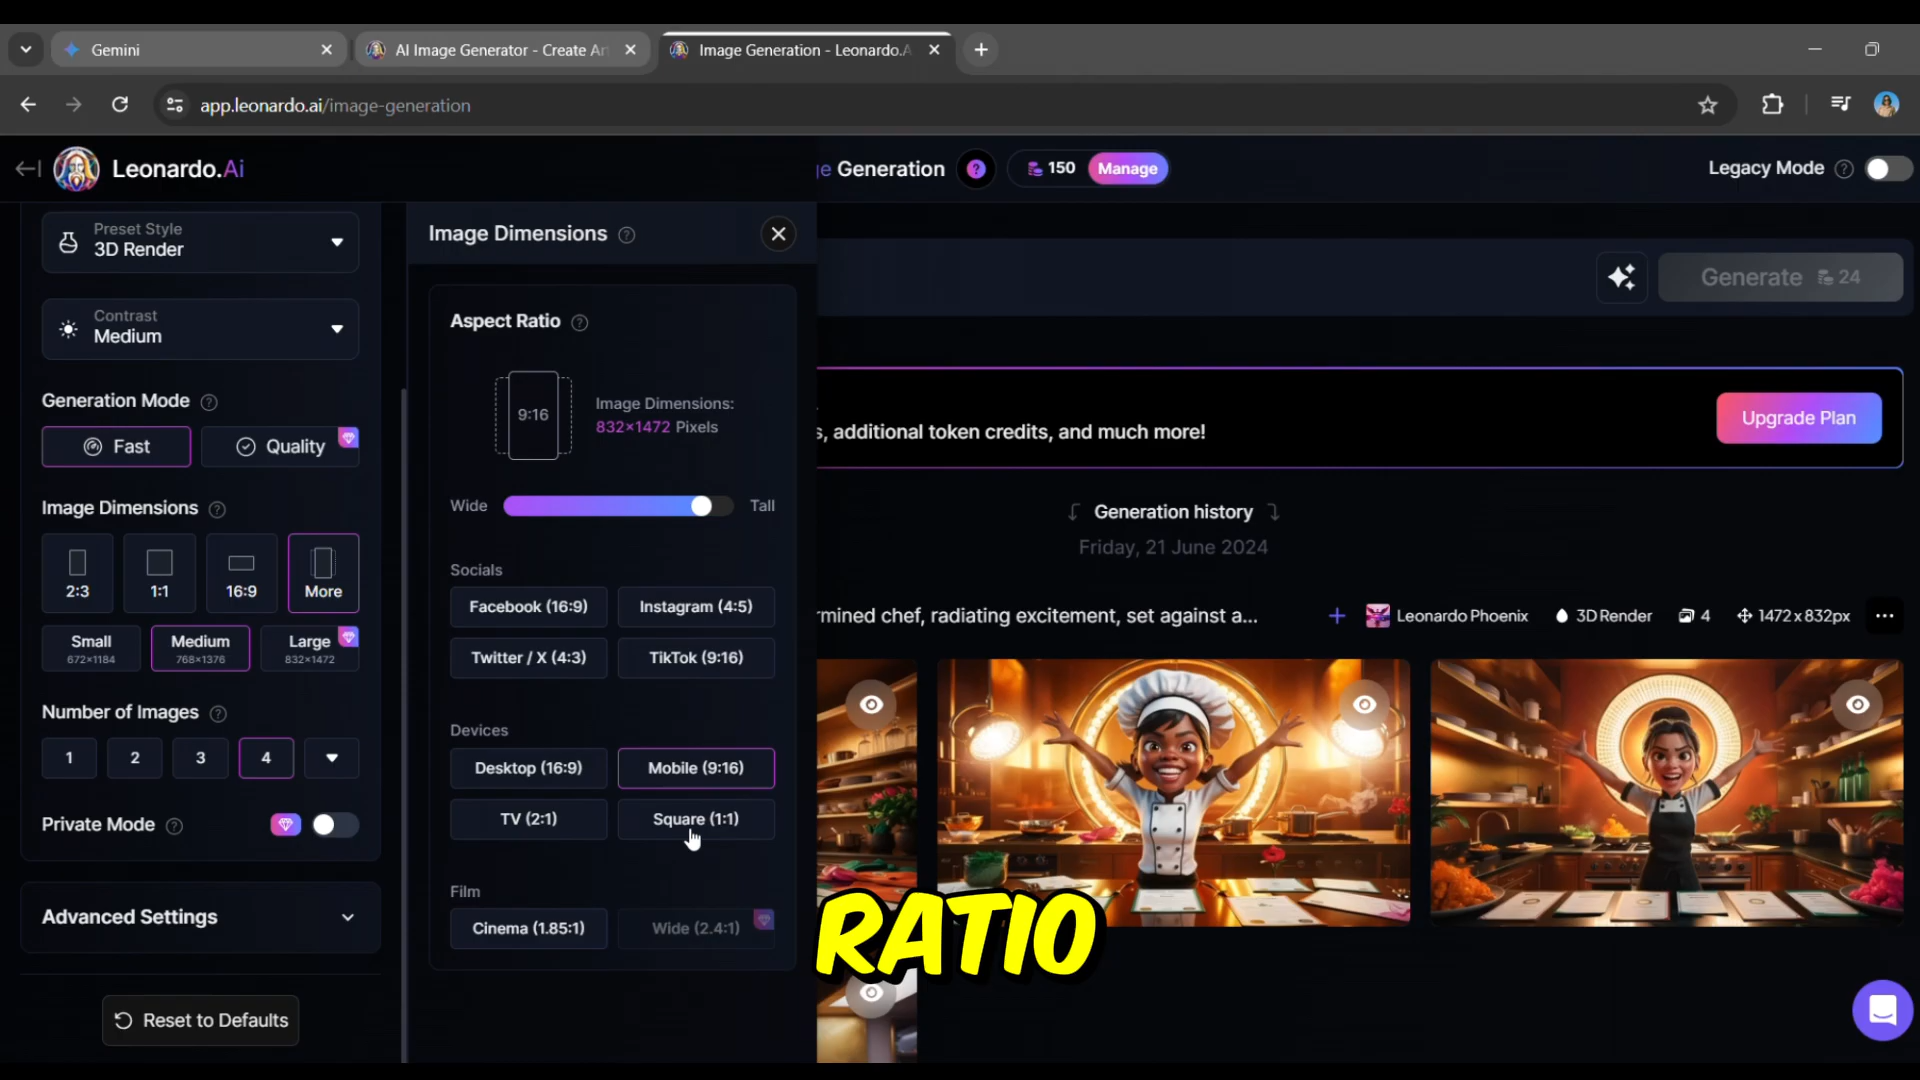 Gemini
AI Image Generator - Create Ar
Image Generation - Leonardo.A
app.leonardo.ai/image-generation
Leonardo.Ai
Generation
150
Manage
Legacy Mode
Preset Style
3D Render
Contrast
Medium
Generation Mode
Fast
Quality
Image Dimensions
2:3
1:1
16:9
More
Small
672×1184
Medium
768×1376
Large
832×1472
Number of Images
1
2
3
4
Private Mode
Advanced Settings
Reset to Defaults
Image Dimensions
Aspect Ratio
9:16
Image Dimensions:
832×1472 Pixels
Wide
Tall
Socials
Facebook (16:9)
Instagram (4:5)
Twitter / X (4:3)
TikTok (9:16)
Devices
Desktop (16:9)
Mobile (9:16)
TV (2:1)
Square (1:1)
Film
Cinema (1.85:1)
Wide (2.4:1)
Generate 24
s, additional token credits, and much more!
Upgrade Plan
Generation history
Friday, 21 June 2024
rmined chef, radiating excitement, set against a...
Leonardo Phoenix
3D Render
4
1472 x 832px
RATIO